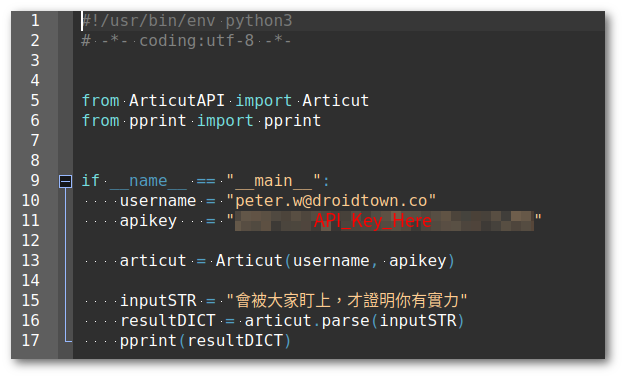 1 #!/usr/bin/env python3
2 # -*- coding:utf-8 -*-
3
4
5 from ArticutAPI import Articut
6 from pprint import pprint
7
8
9 if __name__ == "__main__":
10     username = "peter.w@droidtown.co"
11     apikey   = "API_Key_Here"
12
13     articut = Articut(username, apikey)
14
15     inputSTR = "會被大家盯上，才證明你有實力"
16     resultDICT = articut.parse(inputSTR)
17     pprint(resultDICT)